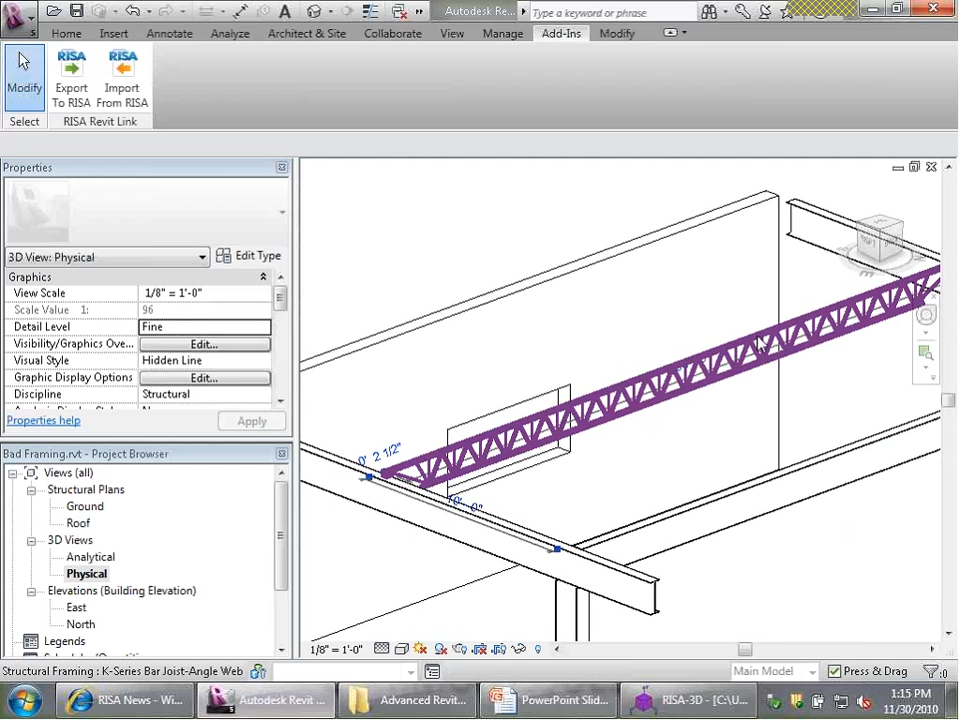 Autodesk Re...
Type a keyword or phrase
Home Insert Annotate Analyze Architect & Site Collaborate View Manage Add-Ins Modify
RISA RISA
Modify Export To RISA Import From RISA
Select RISA Revit Link
Properties
3D View: Physical Edit Type
Graphics
View Scale 1/8" = 1'-0"
Scale Value 1: 96
Detail Level Fine
Visibility/Graphics Ove... Edit...
Visual Style Hidden Line
Graphic Display Options Edit...
Discipline Structural
Properties help Apply
Bad Framing.rvt - Project Browser
Views (all)
Structural Plans
Ground
Roof
3D Views
Analytical
Physical
Elevations (Building Elevation)
East
North
Legends
0' 2 1/2"
1/8" = 1'-0"
Structural Framing : K-Series Bar Joist-Angle Web
Main Model
Press & Drag
:0
RISA News - Wi...
Autodesk Revit ...
Advanced Revit...
PowerPoint Slid...
RISA-3D - [C:\U...
1:15 PM
11/30/2010